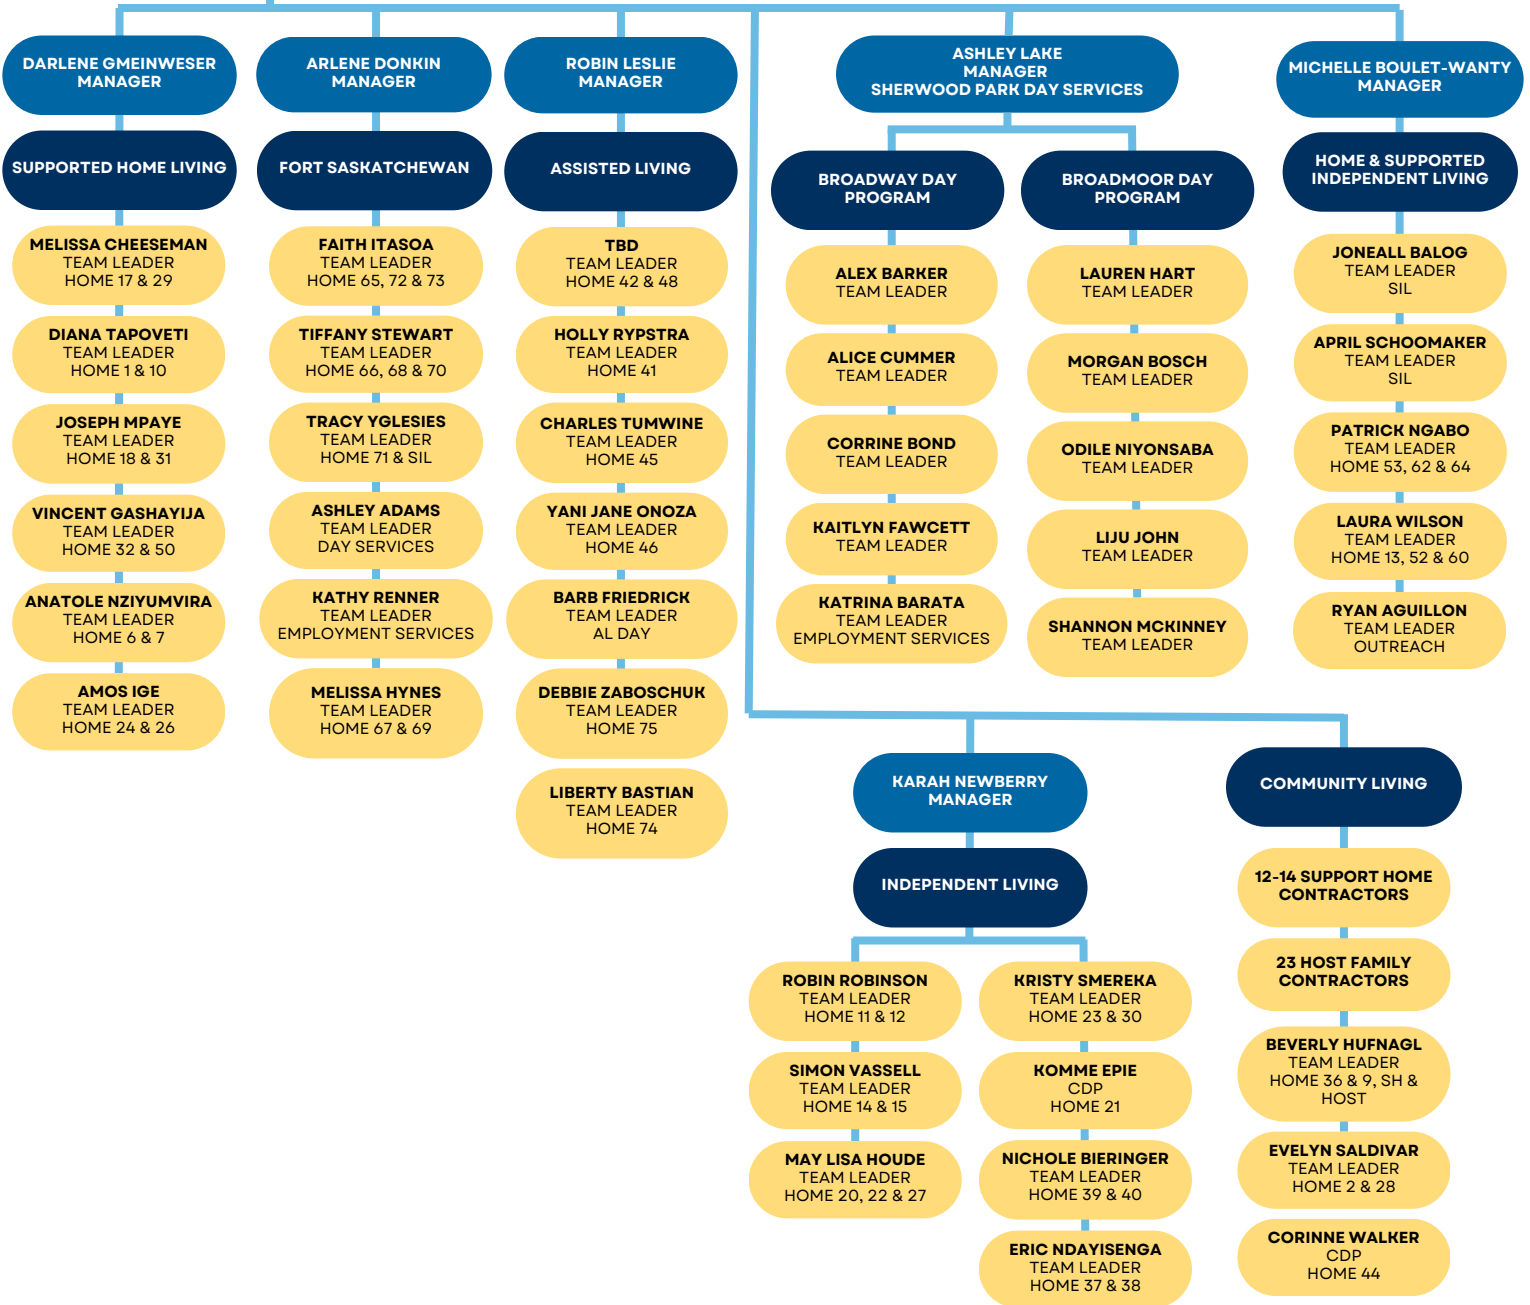 DARLENE GMEINWESER
MANAGER
SUPPORTED HOME LIVING
MELISSA CHEESEMAN
TEAM LEADER
HOME 17 & 29
DIANA TAPOVETI
TEAM LEADER
HOME 1 & 10
JOSEPH MPAYE
TEAM LEADER
HOME 18 & 31
VINCENT GASHAYIJA
TEAM LEADER
HOME 32 & 50
ANATOLE NZIYUMVIRA
TEAM LEADER
HOME 6 & 7
AMOS IGE
TEAM LEADER
HOME 24 & 26
ARLENE DONKIN
MANAGER
FORT SASKATCHEWAN
FAITH ITASOA
TEAM LEADER
HOME 65, 72 & 73
TIFFANY STEWART
TEAM LEADER
HOME 66, 68 & 70
TRACY YGLESIES
TEAM LEADER
HOME 71 & SIL
ASHLEY ADAMS
TEAM LEADER
DAY SERVICES
KATHY RENNER
TEAM LEADER
EMPLOYMENT SERVICES
MELISSA HYNES
TEAM LEADER
HOME 67 & 69
ROBIN LESLIE
MANAGER
ASSISTED LIVING
TBD
TEAM LEADER
HOME 42 & 48
HOLLY RYPSTRA
TEAM LEADER
HOME 41
CHARLES TUMWINE
TEAM LEADER
HOME 45
YANI JANE ONOZA
TEAM LEADER
HOME 46
BARB FRIEDRICK
TEAM LEADER
AL DAY
DEBBIE ZABOSCHUK
TEAM LEADER
HOME 75
LIBERTY BASTIAN
TEAM LEADER
HOME 74
ASHLEY LAKE
MANAGER
SHERWOOD PARK DAY SERVICES
BROADWAY DAY
PROGRAM
ALEX BARKER
TEAM LEADER
ALICE CUMMER
TEAM LEADER
CORRINE BOND
TEAM LEADER
KAITLYN FAWCETT
TEAM LEADER
KATRINA BARATA
TEAM LEADER
EMPLOYMENT SERVICES
BROADMOOR DAY
PROGRAM
LAUREN HART
TEAM LEADER
MORGAN BOSCH
TEAM LEADER
ODILE NIYONSABA
TEAM LEADER
LIJU JOHN
TEAM LEADER
SHANNON MCKINNEY
TEAM LEADER
MICHELLE BOULET-WANTY
MANAGER
HOME & SUPPORTED
INDEPENDENT LIVING
JONEALL BALOG
TEAM LEADER
SIL
APRIL SCHOOMAKER
TEAM LEADER
SIL
PATRICK NGABO
TEAM LEADER
HOME 53, 62 & 64
LAURA WILSON
TEAM LEADER
HOME 13, 52 & 60
RYAN AGUILLON
TEAM LEADER
OUTREACH
KARAH NEWBERRY
MANAGER
INDEPENDENT LIVING
ROBIN ROBINSON
TEAM LEADER
HOME 11 & 12
SIMON VASSELL
TEAM LEADER
HOME 14 & 15
MAY LISA HOUDE
TEAM LEADER
HOME 20, 22 & 27
KRISTY SMEREKA
TEAM LEADER
HOME 23 & 30
KOMME EPIE
CDP
HOME 21
NICHOLE BIERINGER
TEAM LEADER
HOME 39 & 40
ERIC NDAYISENGA
TEAM LEADER
HOME 37 & 38
COMMUNITY LIVING
12-14 SUPPORT HOME
CONTRACTORS
23 HOST FAMILY
CONTRACTORS
BEVERLY HUFNAGL
TEAM LEADER
HOME 36 & 9, SH &
HOST
EVELYN SALDIVAR
TEAM LEADER
HOME 2 & 28
CORINNE WALKER
CDP
HOME 44